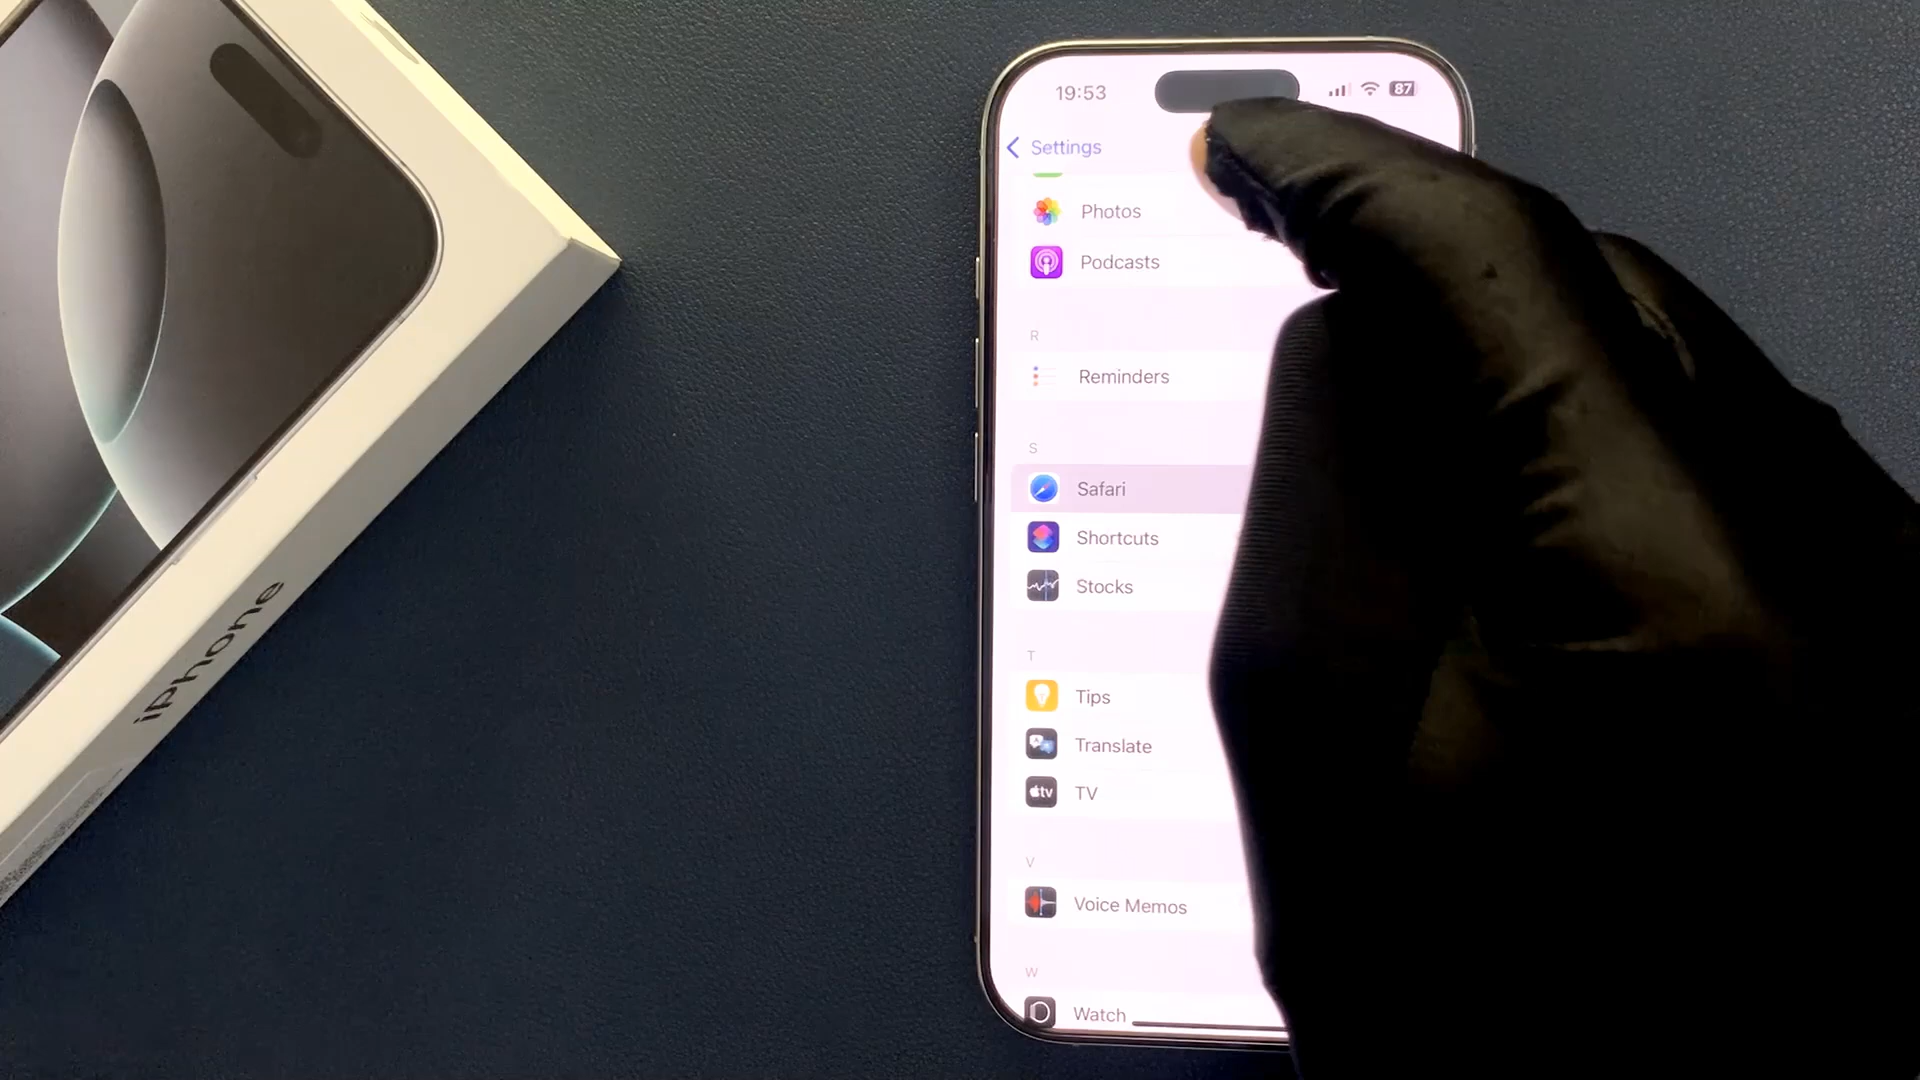 iPhone
19:53
87
Settings
Photos
Podcasts
R
Reminders
S
Safari
Shortcuts
Stocks
T
Tips
Translate
tv
TV
V
Voice Memos
W
Watch